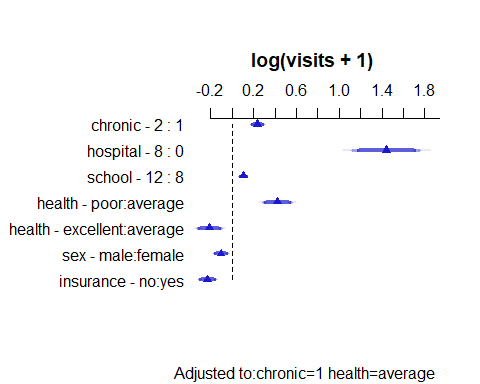 log(visits + 1)
-0.2 0.2 0.6 1 1.4 1.8
chronic - 2 : 1
hospital - 8 : 0
school - 12 : 8
health - poor:average
health - excellent:average
sex - male:female
insurance - no:yes
Adjusted to:chronic=1 health=average